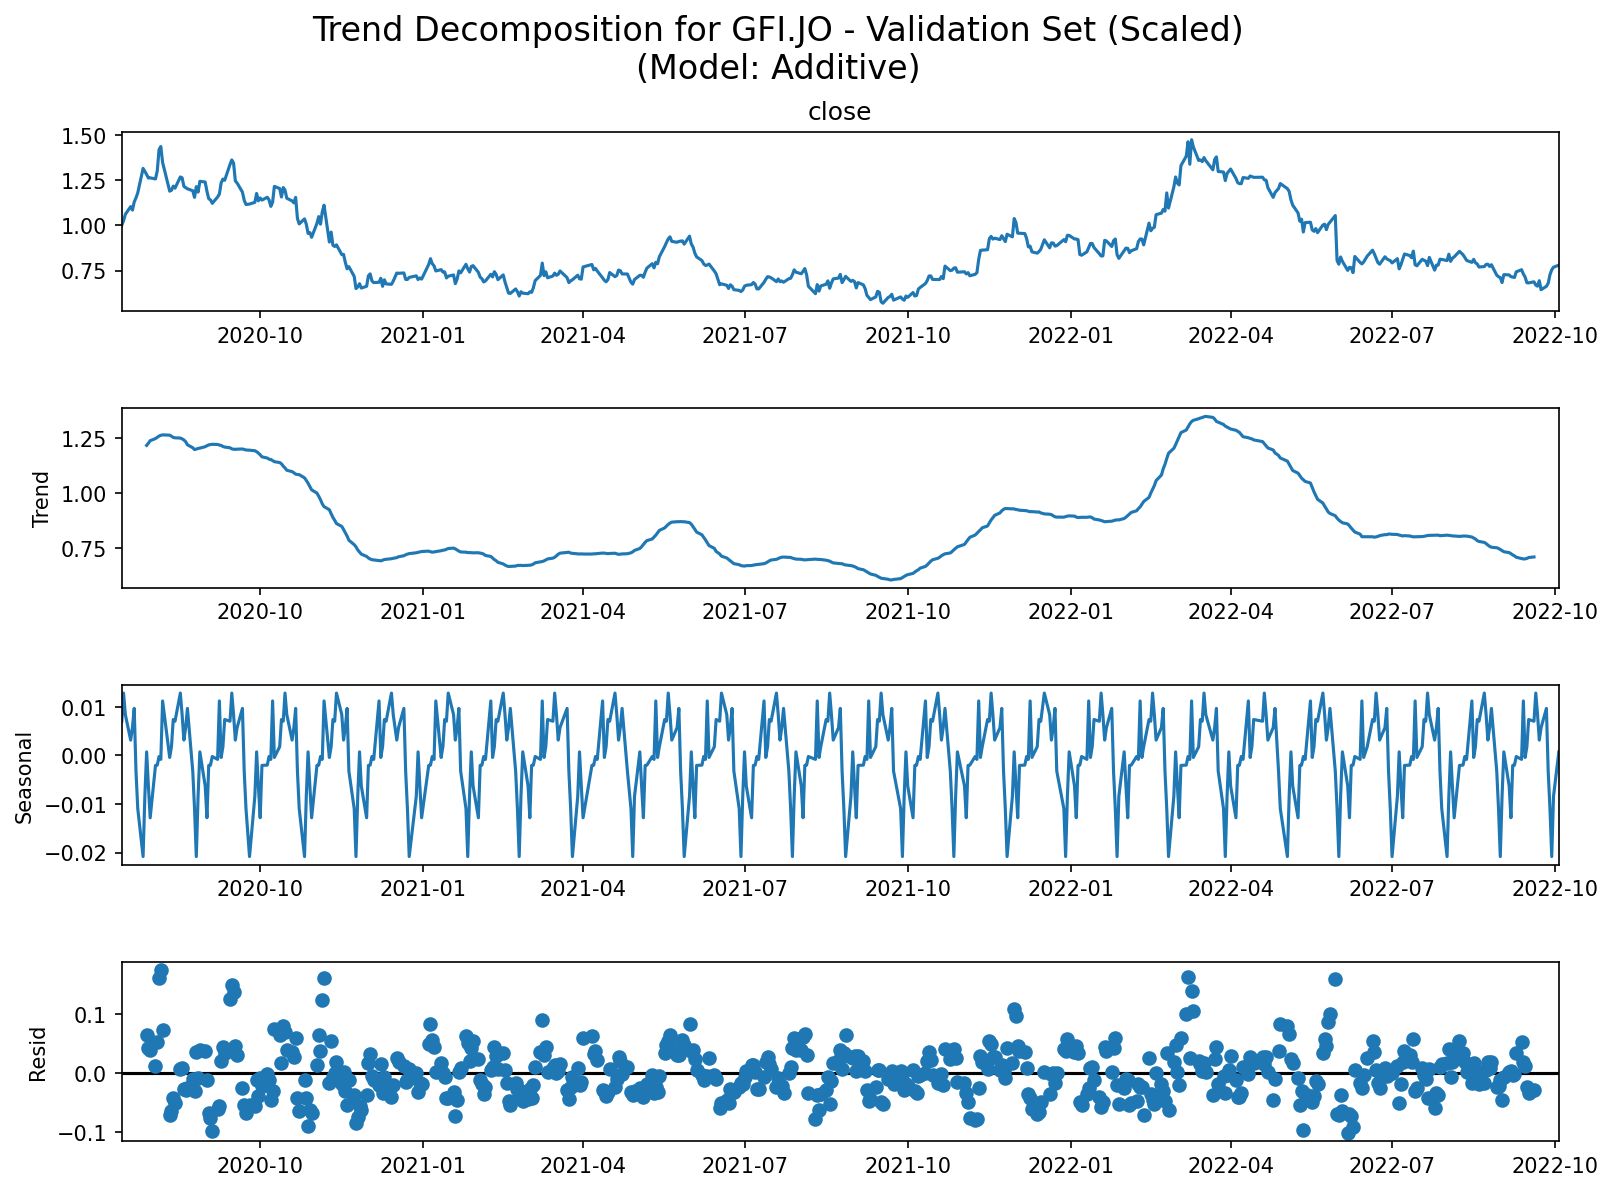 Trend Decomposition for GFI.JO - Validation Set (Scaled)
(Model: Additive)
close
1.50
1.25
1.00
0.75
2020-10 2021-01 2021-04 2021-07 2021-10 2022-01 2022-04 2022-07 2022-10
Trend
1.25
1.00
0.75
2020-10 2021-01 2021-04 2021-07 2021-10 2022-01 2022-04 2022-07 2022-10
Seasonal
0.01
0.00
−0.01
−0.02
2020-10 2021-01 2021-04 2021-07 2021-10 2022-01 2022-04 2022-07 2022-10
Resid
0.1
0.0
−0.1
2020-10 2021-01 2021-04 2021-07 2021-10 2022-01 2022-04 2022-07 2022-10